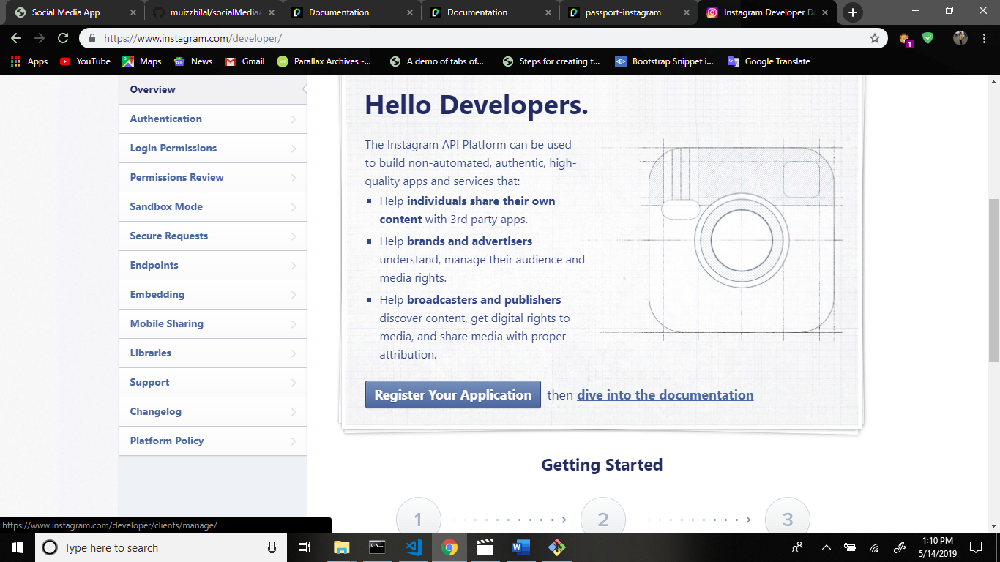 Social Media App
muizzbilal/socialMedia
Documentation
Documentation
passport-instagram
Instagram Developer Do
https://www.instagram.com/developer/
1
Apps
YouTube
Maps
News
Gmail
Parallax Archives -...
A demo of tabs of...
Steps for creating t...
Bootstrap Snippet i...
Google Translate
Overview
Authentication
Login Permissions
Permissions Review
Sandbox Mode
Secure Requests
Endpoints
Embedding
Mobile Sharing
Libraries
Support
Changelog
Platform Policy
Hello Developers.
The Instagram API Platform can be used
to build non-automated, authentic, high-
quality apps and services that:
Help individuals share their own
content with 3rd party apps.
Help brands and advertisers
understand, manage their audience and
media rights.
Help broadcasters and publishers
discover content, get digital rights to
media, and share media with proper
attribution.
Register Your Application then dive into the documentation
Getting Started
1 2 3
https://www.instagram.com/developer/clients/manage/
Type here to search
1:10 PM
5/14/2019